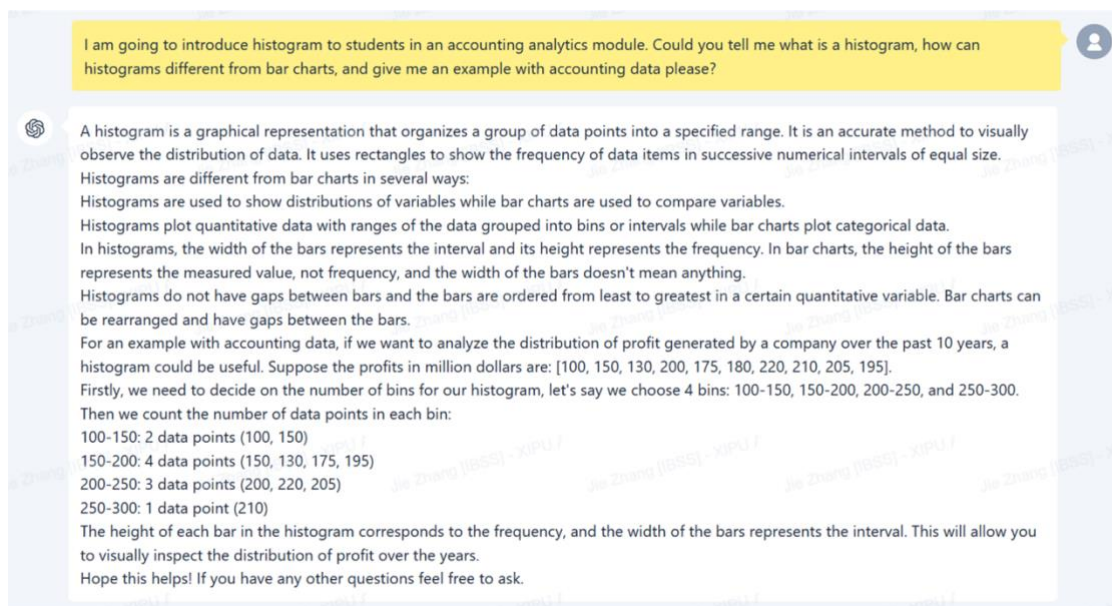 I am going to introduce histogram to students in an accounting analytics module. Could you tell me what is a histogram, how can
histograms different from bar charts, and give me an example with accounting data please?
A histogram is a graphical representation that organizes a group of data points into a specified range. It is an accurate method to visually
observe the distribution of data. It uses rectangles to show the frequency of data items in successive numerical intervals of equal size.
Histograms are different from bar charts in several ways:
Histograms are used to show distributions of variables while bar charts are used to compare variables.
Histograms plot quantitative data with ranges of the data grouped into bins or intervals while bar charts plot categorical data.
In histograms, the width of the bars represents the interval and its height represents the frequency. In bar charts, the height of the bars
represents the measured value, not frequency, and the width of the bars doesn't mean anything.
Histograms do not have gaps between bars and the bars are ordered from least to greatest in a certain quantitative variable. Bar charts can
be rearranged and have gaps between the bars.
For an example with accounting data, if we want to analyze the distribution of profit generated by a company over the past 10 years, a
histogram could be useful. Suppose the profits in million dollars are: [100, 150, 130, 200, 175, 180, 220, 210, 205, 195].
Firstly, we need to decide on the number of bins for our histogram, let's say we choose 4 bins: 100-150, 150-200, 200-250, and 250-300.
Then we count the number of data points in each bin:
100-150: 2 data points (100, 150)
150-200: 4 data points (150, 130, 175, 195)
200-250: 3 data points (200, 220, 205)
250-300: 1 data point (210)
The height of each bar in the histogram corresponds to the frequency, and the width of the bars represents the interval. This will allow you
to visually inspect the distribution of profit over the years.
Hope this helps! If you have any other questions feel free to ask.